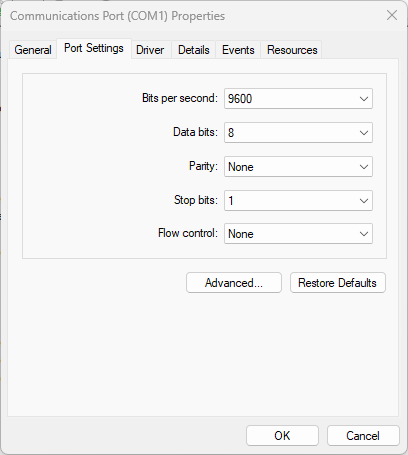 Communications Port (COM1) Properties
General Port Settings Driver Details Events Resources
Bits per second: 9600
Data bits: 8
Parity: None
Stop bits: 1
Flow control: None
Advanced... Restore Defaults
OK Cancel